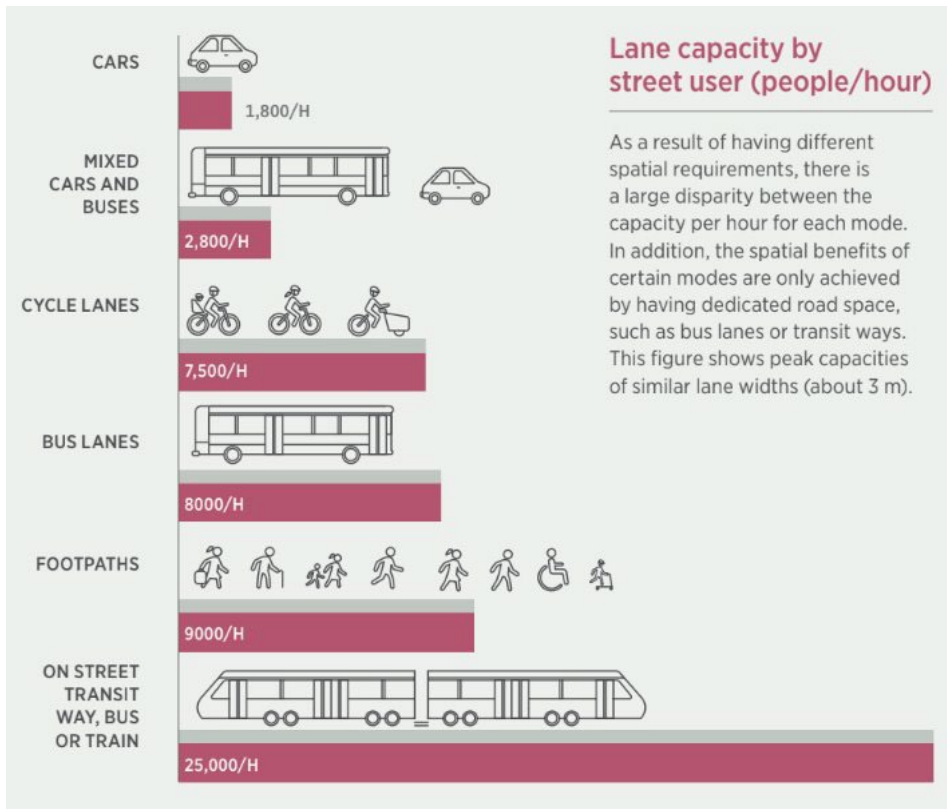 Lane capacity by
street user (people/hour)
As a result of having different
spatial requirements, there is
a large disparity between the
capacity per hour for each mode.
In addition, the spatial benefits of
certain modes are only achieved
by having dedicated road space,
such as bus lanes or transit ways.
This figure shows peak capacities
of similar lane widths (about 3 m).
CARS
1,800/H
MIXED
CARS AND
BUSES
2,800/H
CYCLE LANES
7,500/H
BUS LANES
8000/H
FOOTPATHS
9000/H
ON STREET
TRANSIT
WAY, BUS
OR TRAIN
25,000/H